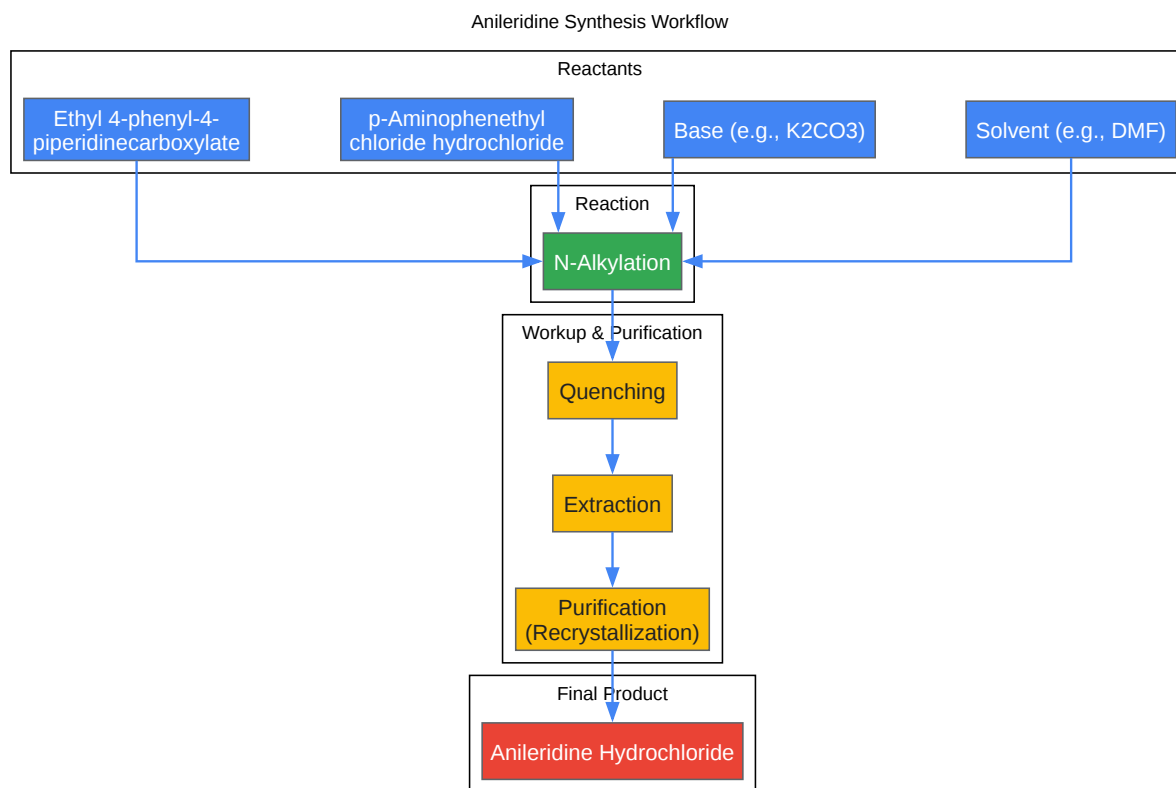 Anileridine Synthesis Workflow
Reactants
Ethyl 4-phenyl-4-
piperidinecarboxylate
p-Aminophenethyl
chloride hydrochloride
Base (e.g., K2CO3)
Solvent (e.g., DMF)
Reaction
N-Alkylation
Workup & Purification
Quenching
Extraction
Purification
(Recrystallization)
Final Product
Anileridine Hydrochloride